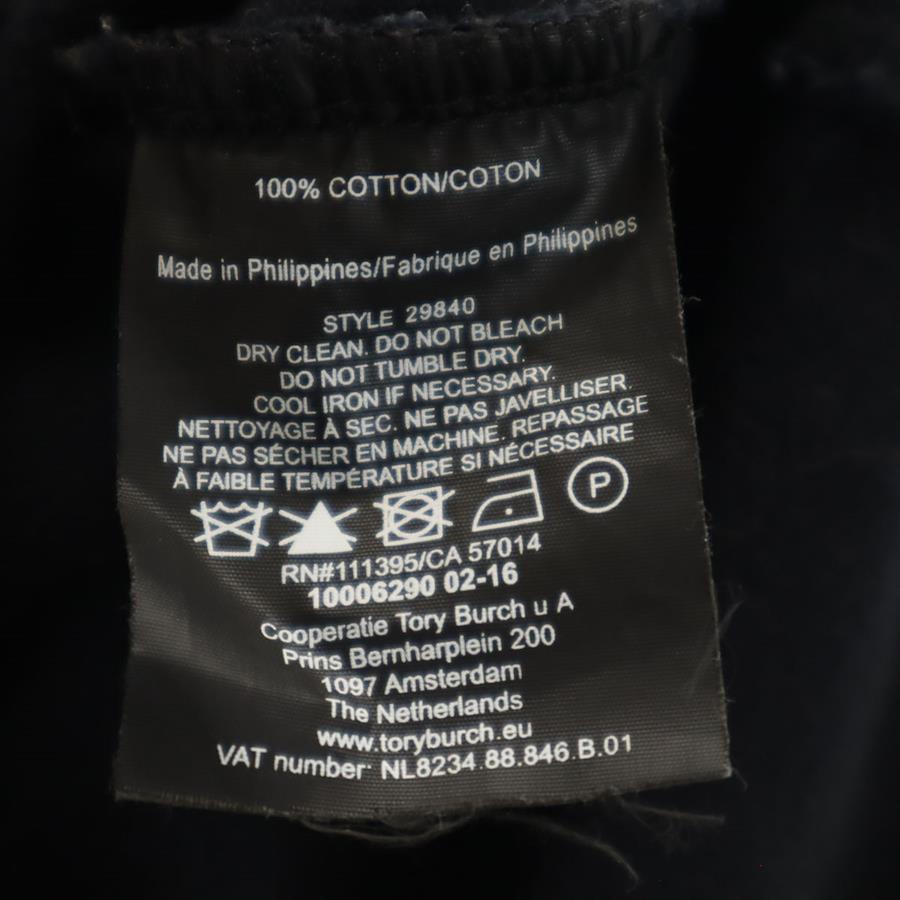 100% COTTON/COTON
Made in Philippines/Fabrique en Philippines
STYLE 29840
DRY CLEAN. DO NOT BLEACH
DO NOT TUMBLE DRY.
COOL IRON IF NECESSARY.
NETTOYAGE À SEC. NE PAS JAVELLISER.
NE PAS SÉCHER EN MACHINE. REPASSAGE
À FAIBLE TEMPÉRATURE SI NÉCESSAIRE
P
RN#111395/CA 57014
10006290 02-16
Cooperatie Tory Burch u A
Prins Bernharplein 200
1097 Amsterdam
The Netherlands
www.toryburch.eu
VAT number: NL8234.88.846.B.01